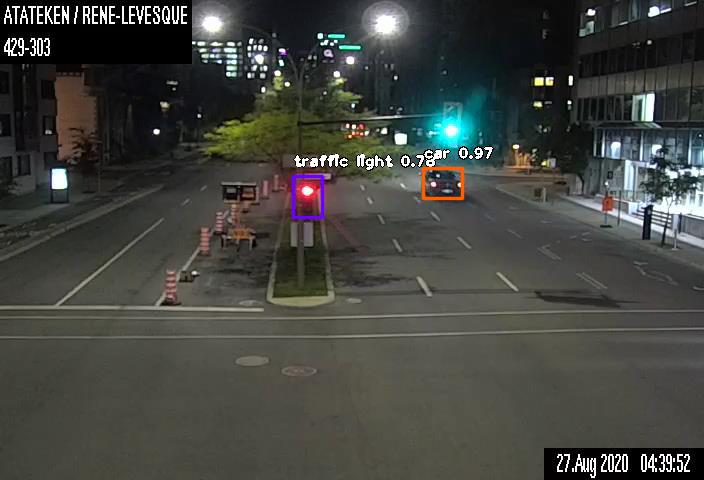 ATATEKEN / RENE-LEVESQUE
429-303
traffic light 0.78
car 0.97
27.Aug 2020 04:39:52